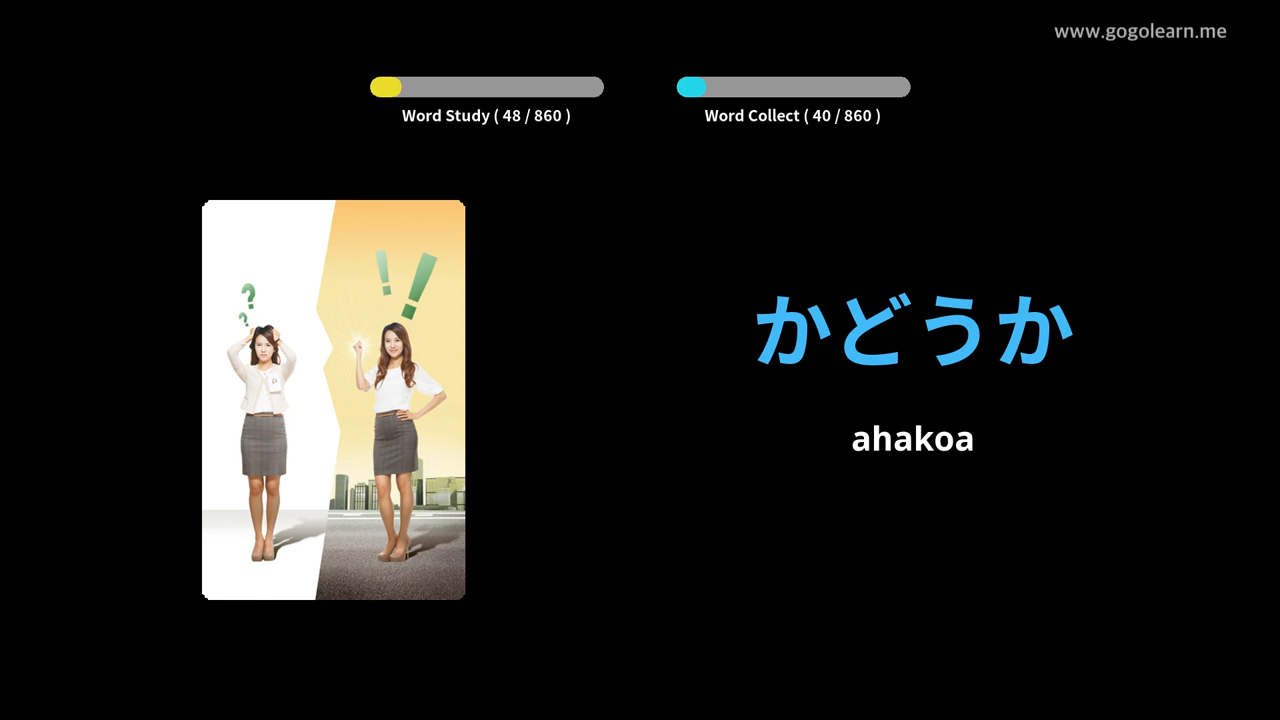 www.gogolearn.me
Word Study ( 48 / 860 )
Word Collect ( 40 / 860 )
? ?
! !
かどうか
ahakoa